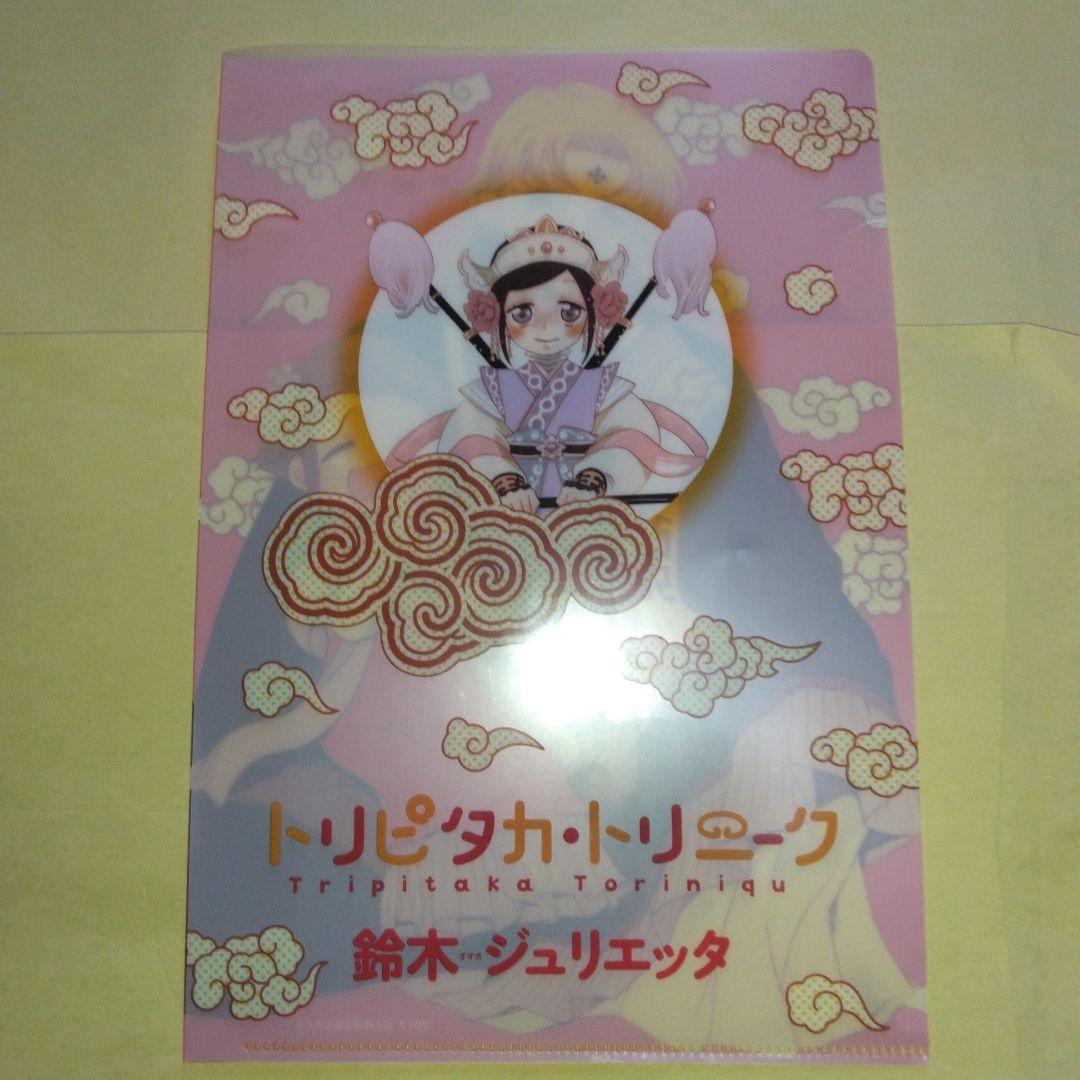 トリピタカ・トリニーク
Tripitaka Toriniqu
鈴木ジュリエッタ
2017